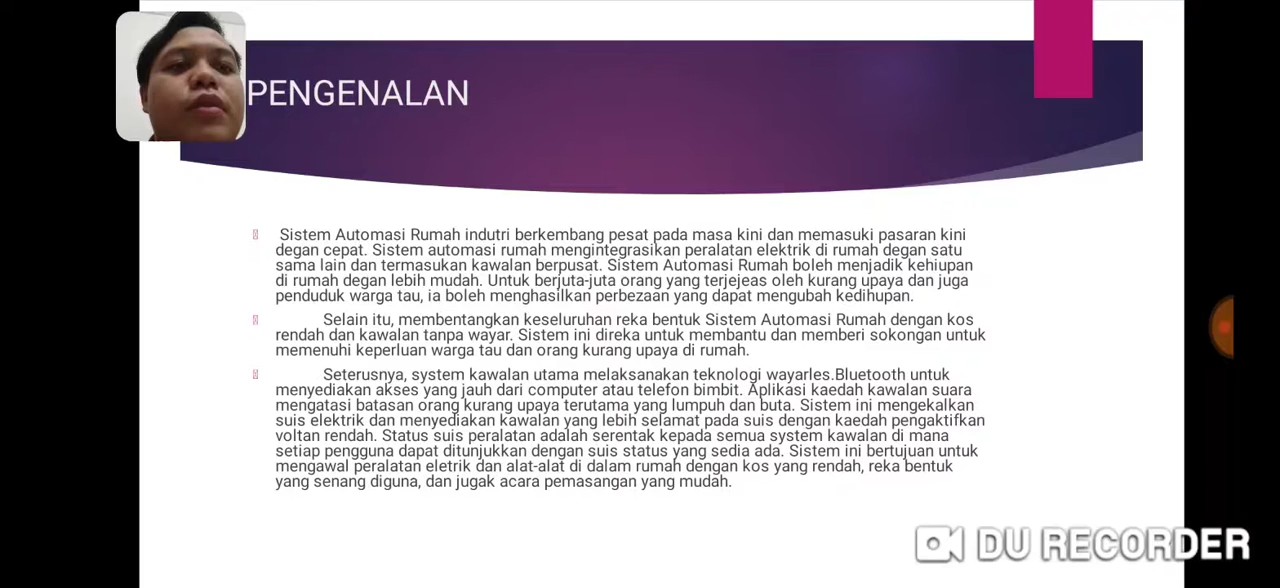 PENGENALAN
Sistem Automasi Rumah indutri berkembang pesat pada masa kini dan memasuki pasaran kini
degan cepat. Sistem automasi rumah mengintegrasikan peralatan elektrik di rumah degan satu
sama lain dan termasukan kawalan berpusat. Sistem Automasi Rumah boleh menjadik kehiupan
di rumah degan lebih mudah. Untuk berjuta-juta orang yang terjejeas oleh kurang upaya dan juga
penduduk warga tau, ia boleh menghasilkan perbezaan yang dapat mengubah kedihupan.
Selain itu, membentangkan keseluruhan reka bentuk Sistem Automasi Rumah dengan kos
rendah dan kawalan tanpa wayar. Sistem ini direka untuk membantu dan memberi sokongan untuk
memenuhi keperluan warga tau dan orang kurang upaya di rumah.
Seterusnya, system kawalan utama melaksanakan teknologi wayarles.Bluetooth untuk
menyediakan akses yang jauh dari computer atau telefon bimbit. Aplikasi kaedah kawalan suara
mengatasi batasan orang kurang upaya terutama yang lumpuh dan buta. Sistem ini mengekalkan
suis elektrik dan menyediakan kawalan yang lebih selamat pada suis dengan kaedah pengaktifkan
voltan rendah. Status suis peralatan adalah serentak kepada semua system kawalan di mana
setiap pengguna dapat ditunjukkan dengan suis status yang sedia ada. Sistem ini bertujuan untuk
mengawal peralatan eletrik dan alat-alat di dalam rumah dengan kos yang rendah, reka bentuk
yang senang diguna, dan jugak acara pemasangan yang mudah.
DU RECORDER